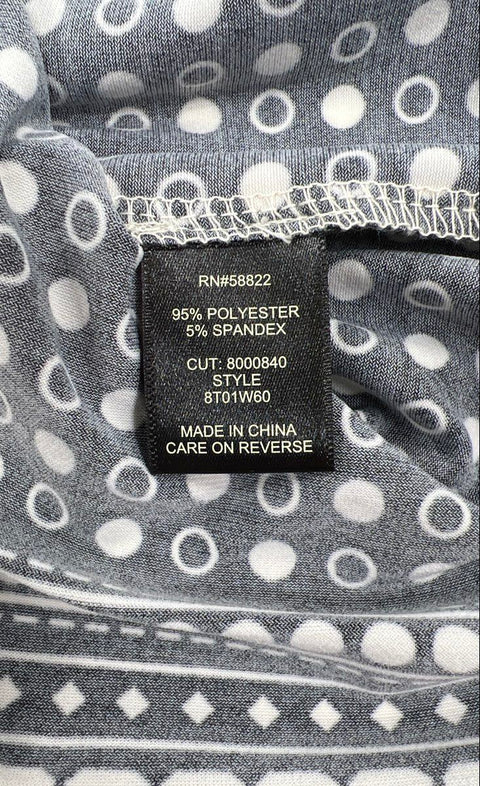 RN#58822
95% POLYESTER
5% SPANDEX
CUT: 8000840
STYLE
8T01W60
MADE IN CHINA
CARE ON REVERSE